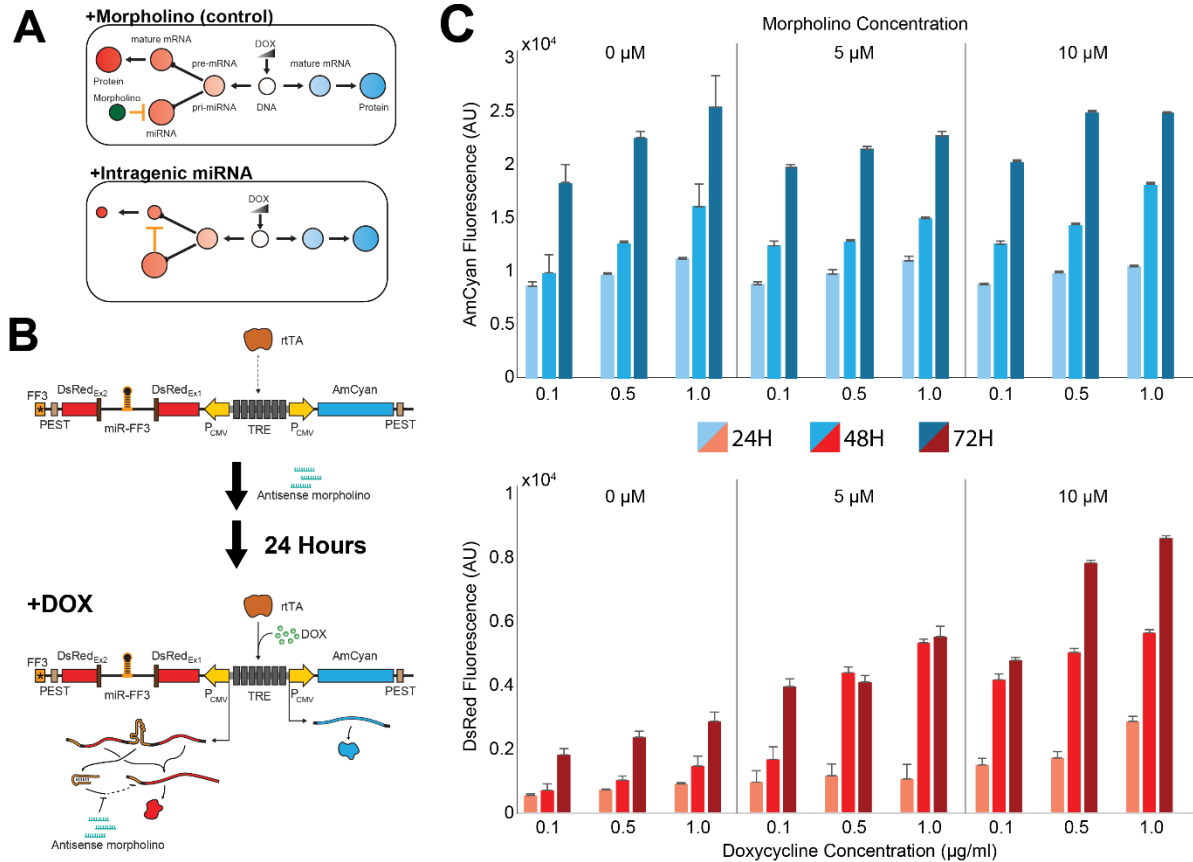 A
+Morpholino (control)
mature mRNA
DOX
pre-mRNA
mature mRNA
Protein
Morpholino
pri-miRNA
DNA
Protein
miRNA
+Intragenic miRNA
DOX
B
rtTA
FF3
DsRedEx2
DsRedEx1
AmCyan
*
PEST
miR-FF3
PCMV
TRE
PCMV
PEST
Antisense morpholino
24 Hours
+DOX
rtTA
DOX
FF3
DsRedEx2
DsRedEx1
AmCyan
*
PEST
miR-FF3
PCMV
TRE
PCMV
PEST
Antisense morpholino
C
Morpholino Concentration
x10⁴
0 µM
5 µM
10 µM
AmCyan Fluorescence (AU)
3
2.5
2
1.5
1
0.5
0
0.1
0.5
1.0
0.1
0.5
1.0
0.1
0.5
1.0
24H
48H
72H
x10⁴
0 µM
5 µM
10 µM
DsRed Fluorescence (AU)
1
0.8
0.6
0.4
0.2
0
0.1
0.5
1.0
0.1
0.5
1.0
0.1
0.5
1.0
Doxycycline Concentration (µg/ml)